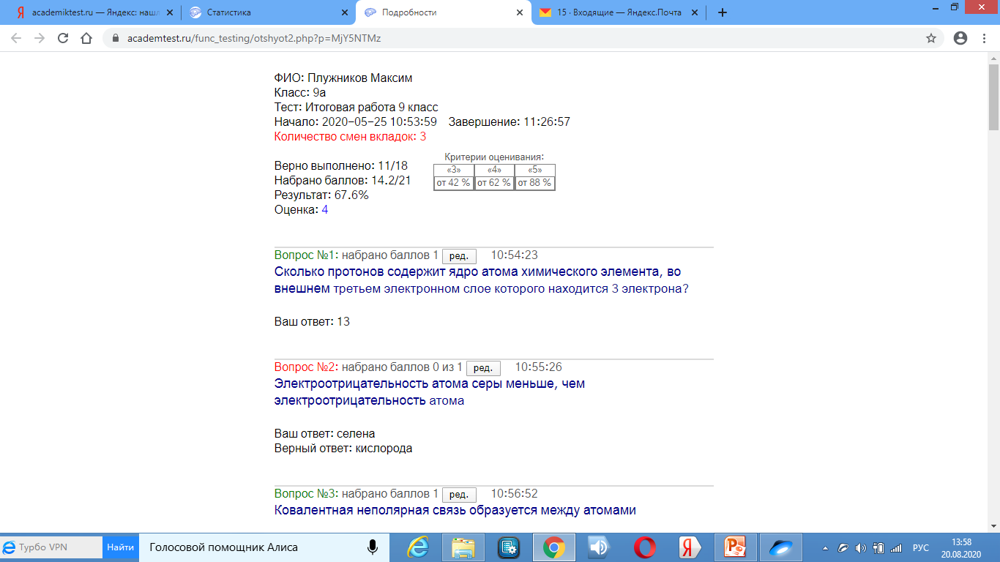 academiktest.ru — Яндекс: наш
Статистика
Подробности
15 · Входящие — Яндекс.Почта
academtest.ru/func_testing/otshyot2.php?p=MjY5NTMz
ФИО: Плужников Максим
Класс: 9а
Тест: Итоговая работа 9 класс
Начало: 2020-05-25 10:53:59 Завершение: 11:26:57
Количество смен вкладок: 3
Критерии оценивания:
«3» «4» «5»
от 42 % от 62 % от 88 %
Верно выполнено: 11/18
Набрано баллов: 14.2/21
Результат: 67.6%
Оценка: 4
Вопрос №1: набрано баллов 1 ред. 10:54:23
Сколько протонов содержит ядро атома химического элемента, во
внешнем третьем электронном слое которого находится 3 электрона?
Ваш ответ: 13
Вопрос №2: набрано баллов 0 из 1 ред. 10:55:26
Электроотрицательность атома серы меньше, чем
электроотрицательность атома
Ваш ответ: селена
Верный ответ: кислорода
Вопрос №3: набрано баллов 1 ред. 10:56:52
Ковалентная неполярная связь образуется между атомами
Турбо VPN
Найти
Голосовой помощник Алиса
РУС
13:58
20.08.2020